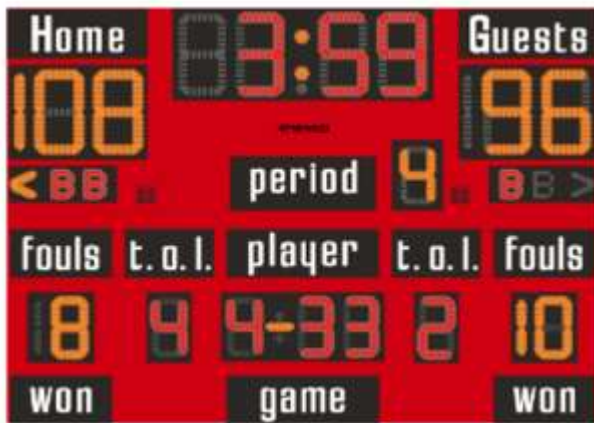 Home 3:59 Guests
108 96
< B B period 4 B B >
fouls t.o.l. player t.o.l. fouls
8 4 4-33 2 10
won game won